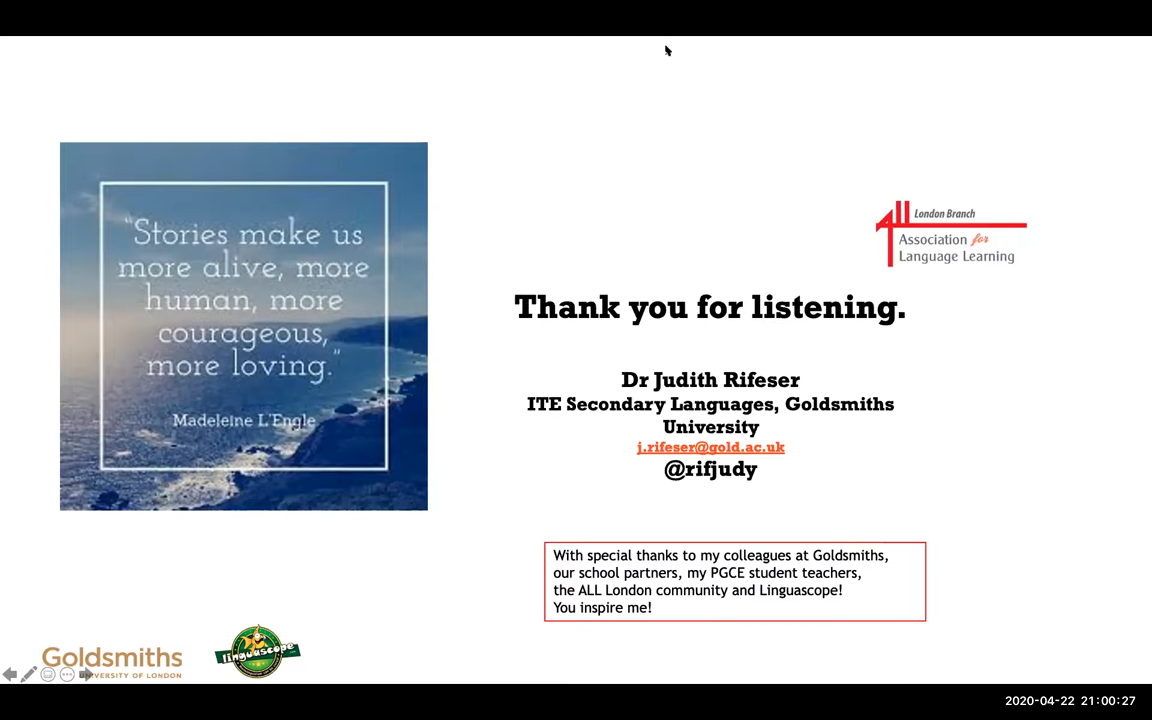 “Stories make us
more alive, more
human, more
courageous,
more loving.”
Madeleine L'Engle
All London Branch
Association for
Language Learning
Thank you for listening.
Dr Judith Rifeser
ITE Secondary Languages, Goldsmiths
University
j.rifeser@gold.ac.uk
@rifjudy
With special thanks to my colleagues at Goldsmiths,
our school partners, my PGCE student teachers,
the ALL London community and Linguascope!
You inspire me!
Goldsmiths
UNIVERSITY OF LONDON
linguascope
2020-04-22 21:00:27